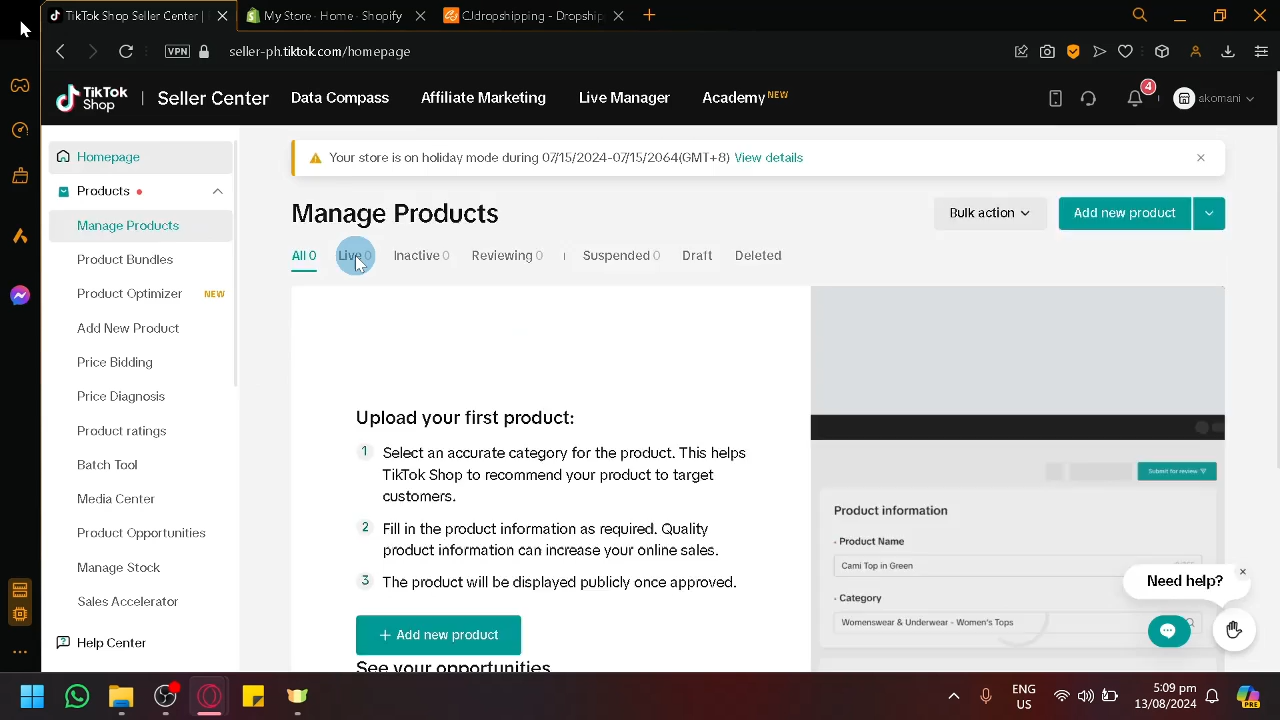 TikTok Shop Seller Center |
My Store - Home - Shopify
CJdropshipping - Dropship
VPN
seller-ph.tiktok.com/homepage
TikTok Shop | Seller Center
Data Compass
Affiliate Marketing
Live Manager
Academy NEW
4
akomani
Homepage
Products
Manage Products
Product Bundles
Product Optimizer NEW
Add New Product
Price Bidding
Price Diagnosis
Product ratings
Batch Tool
Media Center
Product Opportunities
Manage Stock
Sales Accelerator
Help Center
Your store is on holiday mode during 07/15/2024-07/15/2064(GMT+8) View details
Manage Products
Bulk action
Add new product
All 0
Live 0
Inactive 0
Reviewing 0
Suspended 0
Draft
Deleted
Upload your first product:
1 Select an accurate category for the product. This helps
TikTok Shop to recommend your product to target
customers.
2 Fill in the product information as required. Quality
product information can increase your online sales.
3 The product will be displayed publicly once approved.
+ Add new product
See your opportunities
Submit for review
Product information
Product Name
Cami Top in Green
Category
Womenswear & Underwear - Women's Tops
Need help?
ENG
US
5:09 pm
13/08/2024
PRE